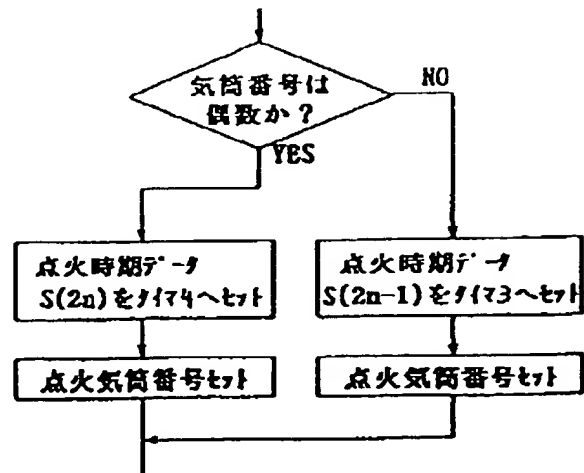 気筒番号は
偶数か?
NO
YES
点火時期ﾃﾞｰﾀ
S(2n)をﾀｲﾏ4へｾｯﾄ
点火時期ﾃﾞｰﾀ
S(2n-1)をﾀｲﾏ3へｾｯﾄ
点火気筒番号ｾｯﾄ
点火気筒番号ｾｯﾄ